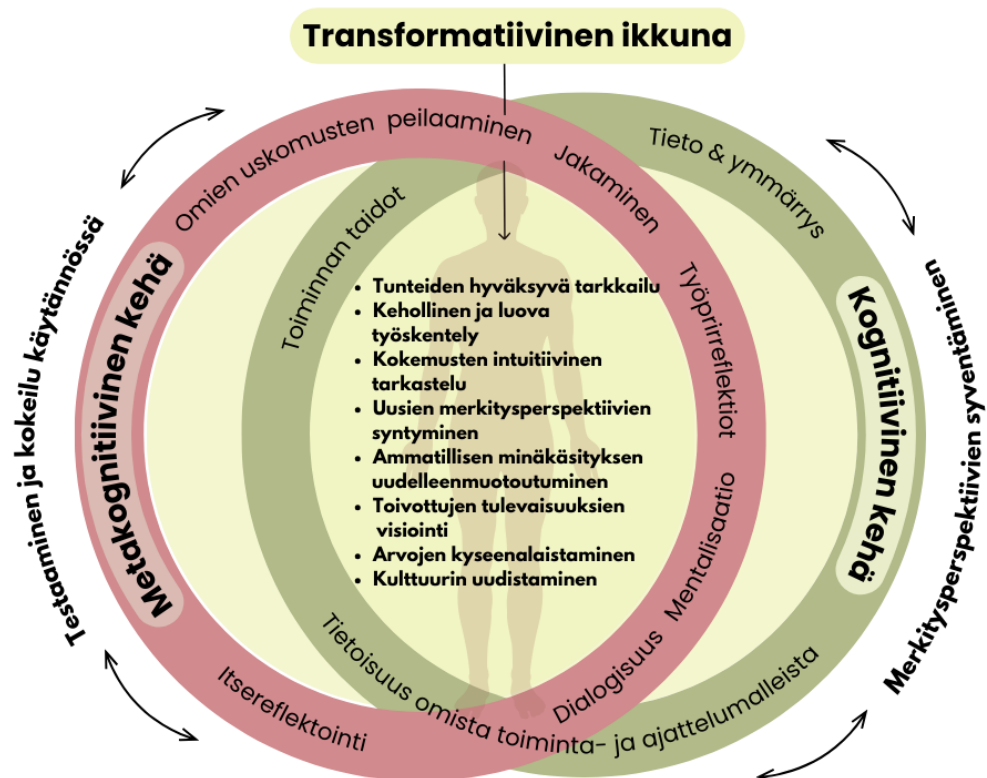 Transformatiivinen ikkuna
Omien uskomusten peilaaminen
Jakaminen
Työprirreflektiot
Mentalisaatio
Dialogisuus
Itsereflektointi
Metakognitiivinen kehä
Testaaminen ja kokeilu käytännössä
Tieto & ymmärrys
Toiminnan taidot
Tietoisuus omista toiminta- ja ajattelumalleista
Kognitiivinen kehä
Merkitysperspektiivien syventäminen
• Tunteiden hyväksyvä tarkkailu
• Kehollinen ja luova
työskentely
• Kokemusten intuitiivinen
tarkastelu
• Uusien merkitysperspektiivien
syntyminen
• Ammatillisen minäkäsityksen
uudelleenmuotoutuminen
• Toivottujen tulevaisuuksien
visiointi
• Arvojen kyseenalaistaminen
• Kulttuurin uudistaminen